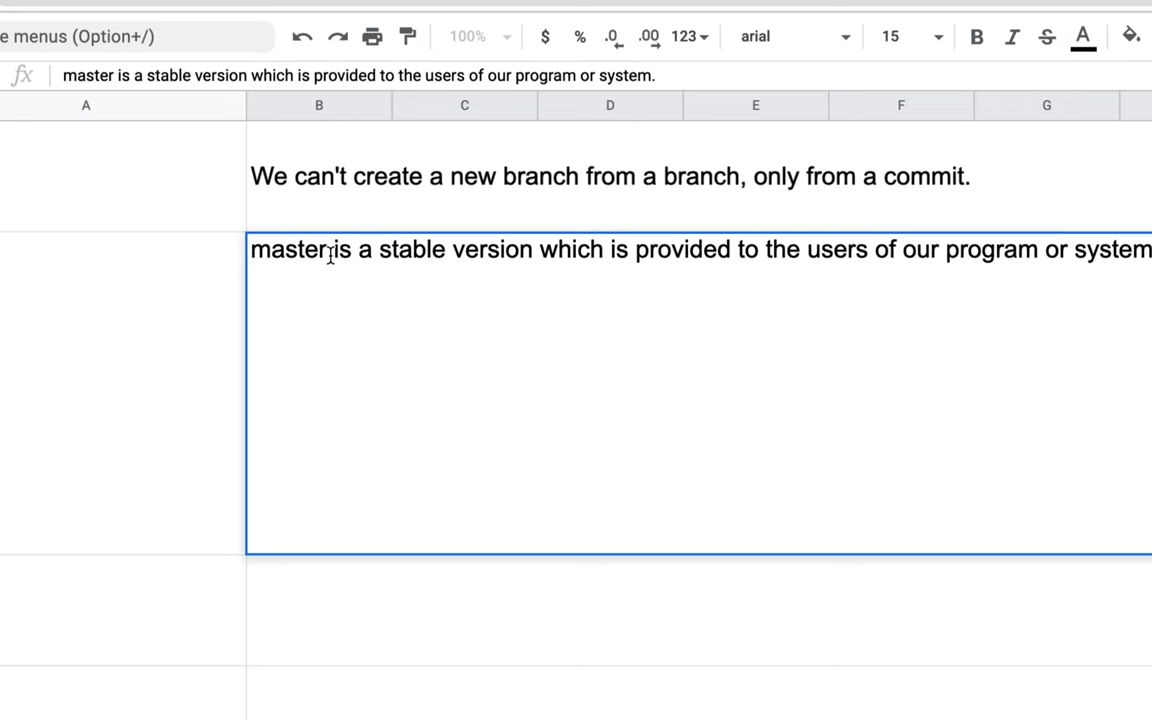 e menus (Option+/)
100%
$ % .0 .00 123
arial
15
B I S A
fx master is a stable version which is provided to the users of our program or system.
A B C D E F G
We can't create a new branch from a branch, only from a commit.
master is a stable version which is provided to the users of our program or system